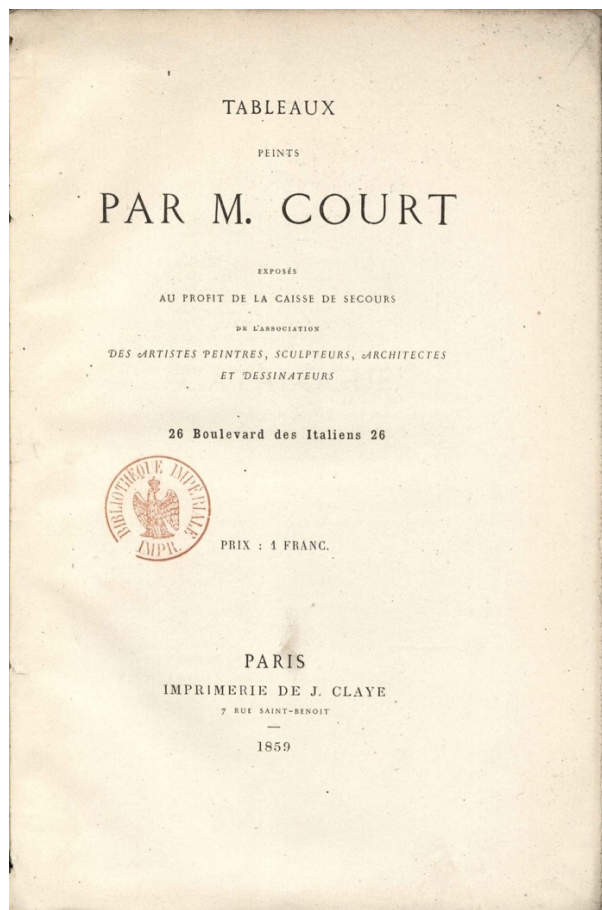 TABLEAUX
PEINTS
PAR M. COURT
EXPOSÉS
AU PROFIT DE LA CAISSE DE SECOURS
DE L'ASSOCIATION
DES ARTISTES PEINTRES, SCULPTEURS, ARCHITECTES
ET DESSINATEURS
26 Boulevard des Italiens 26
BIBLIOTHÈQUE IMPÉRIALE
IMPR.
PRIX : 1 FRANC.
PARIS
IMPRIMERIE DE J. CLAYE
7 RUE SAINT-BENOIT
1859